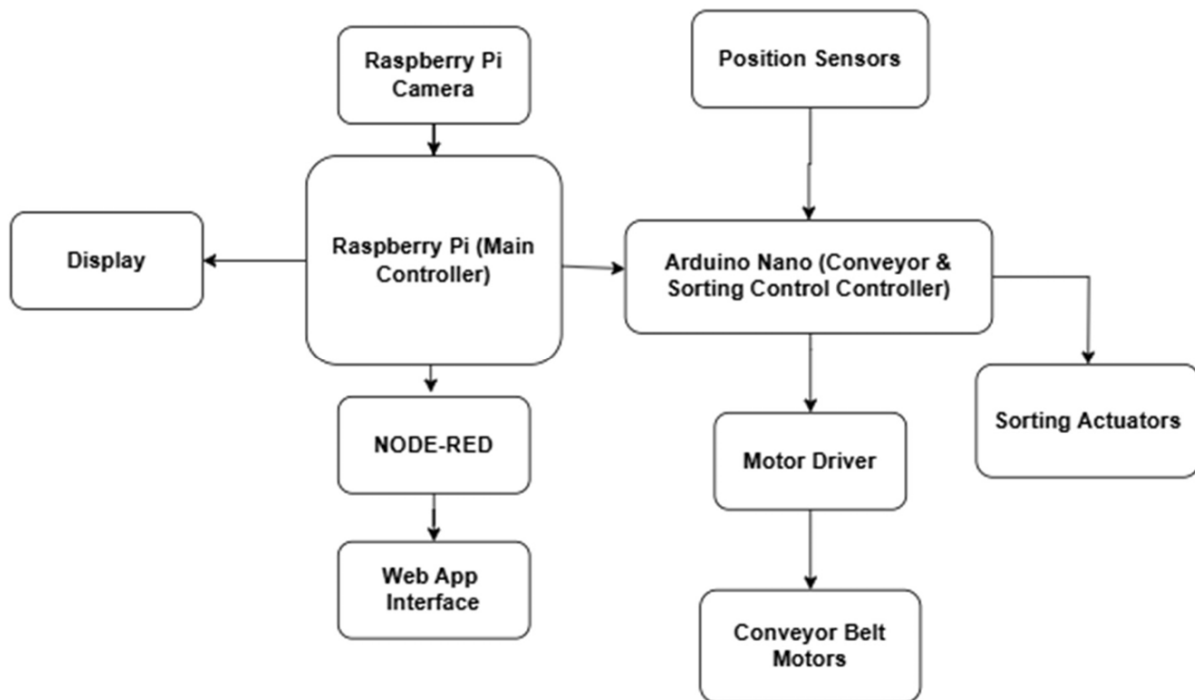 Raspberry Pi
Camera
Position Sensors
Display
Raspberry Pi (Main
Controller)
Arduino Nano (Conveyor &
Sorting Control Controller)
NODE-RED
Motor Driver
Sorting Actuators
Web App
Interface
Conveyor Belt
Motors